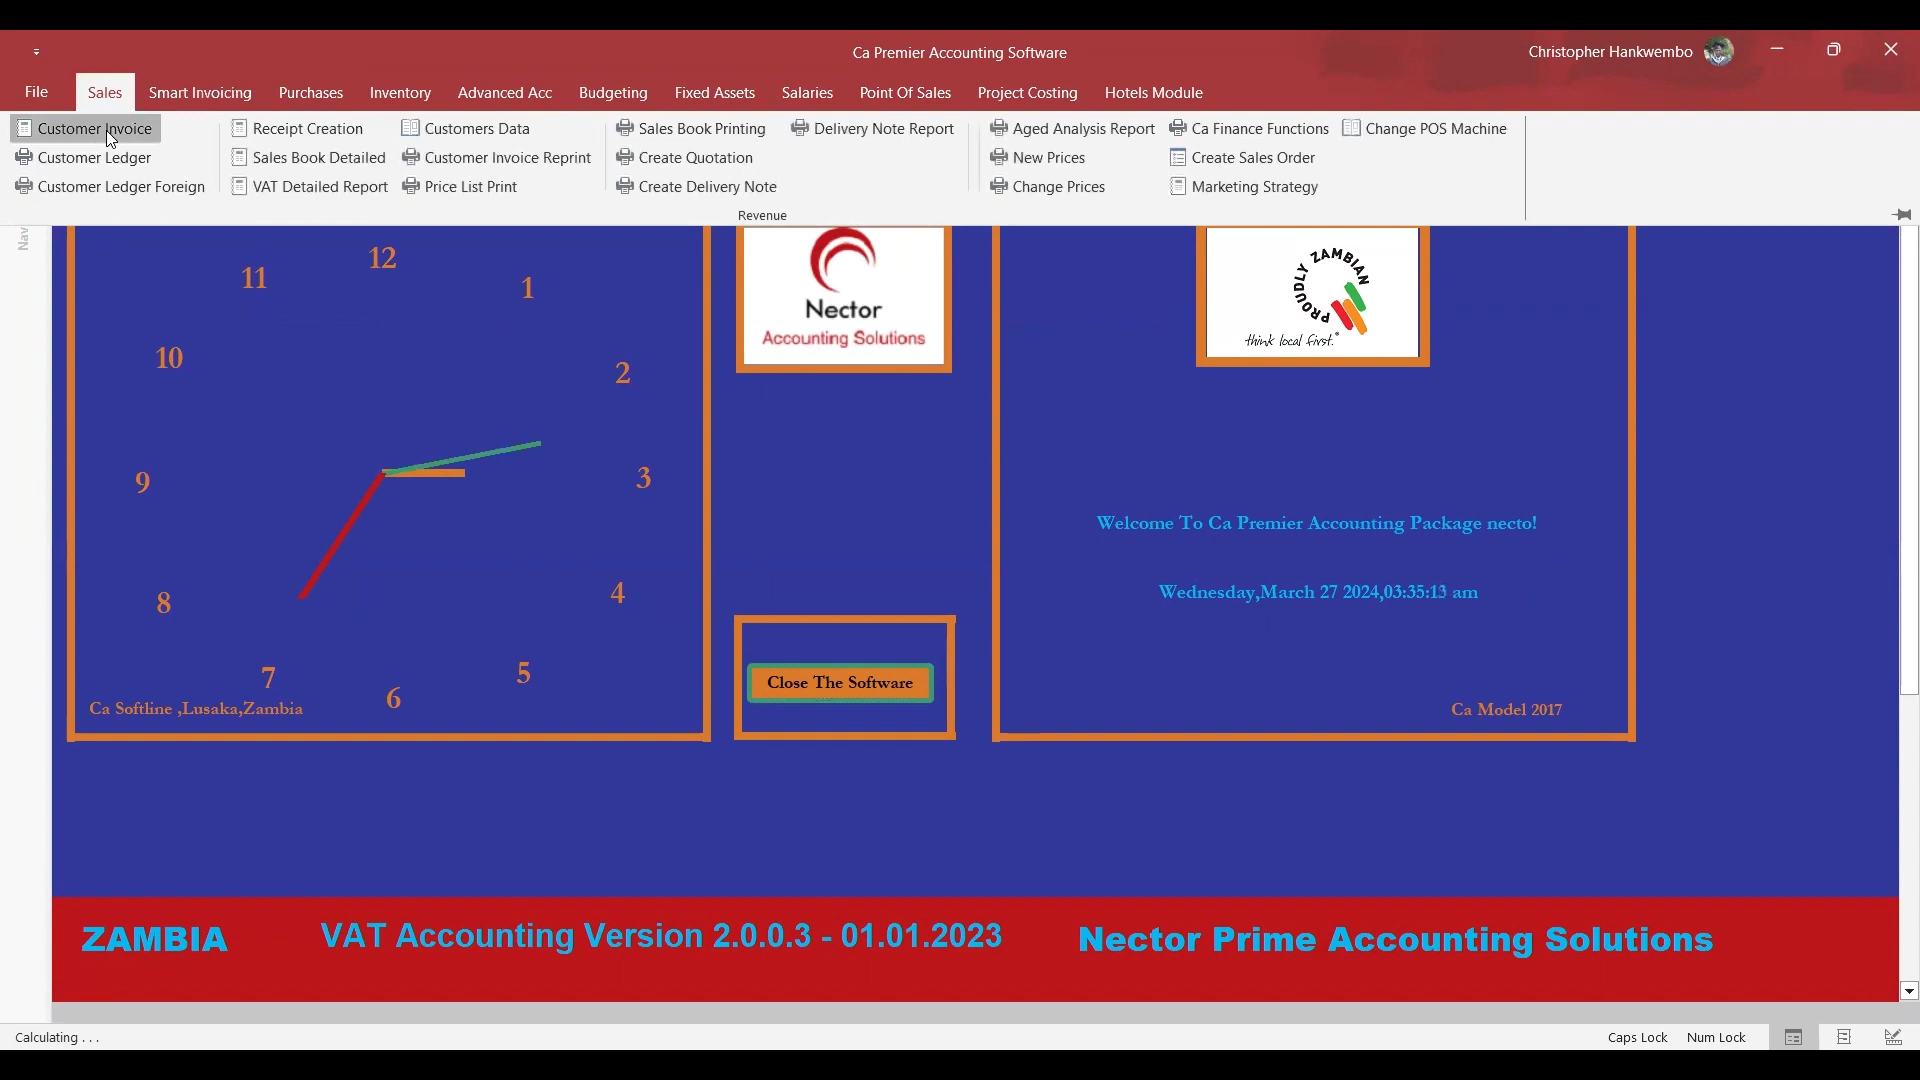 Ca Premier Accounting Software
Christopher Hankwembo
File Sales Smart Invoicing Purchases Inventory Advanced Acc Budgeting Fixed Assets Salaries Point Of Sales Project Costing Hotels Module
Customer Invoice Receipt Creation Customers Data Sales Book Printing Delivery Note Report Aged Analysis Report Ca Finance Functions Change POS Machine
Customer Ledger Sales Book Detailed Customer Invoice Reprint Create Quotation New Prices Create Sales Order
Customer Ledger Foreign VAT Detailed Report Price List Print Create Delivery Note Change Prices Marketing Strategy
Revenue
Nav
12
11
1
10
2
9
3
8
4
7
5
6
Ca Softline ,Lusaka,Zambia
Nector
Accounting Solutions
Close The Software
PROUDLY ZAMBIAN
think local first.®
Welcome To Ca Premier Accounting Package necto!
Wednesday,March 27 2024,03:35:13 am
Ca Model 2017
ZAMBIA VAT Accounting Version 2.0.0.3 - 01.01.2023 Nector Prime Accounting Solutions
Calculating . . .
Caps Lock Num Lock